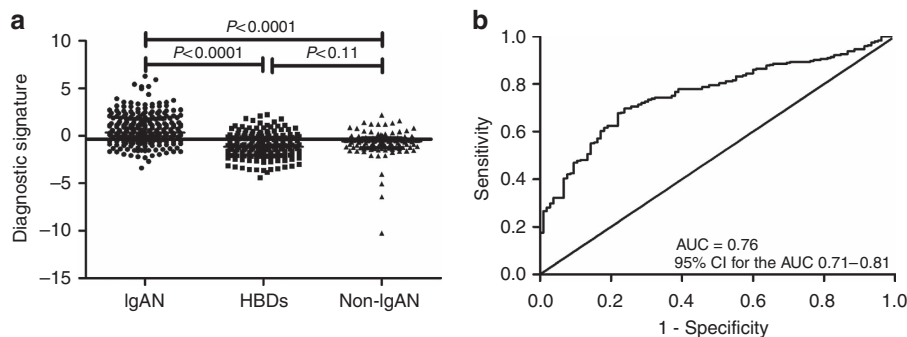 a
P<0.0001
P<0.0001
P<0.11
10
5
0
−5
−10
−15
Diagnostic signature
IgAN
HBDs
Non-IgAN
b
1.0
0.8
0.6
0.4
0.2
0.0
Sensitivity
AUC = 0.76
95% CI for the AUC 0.71–0.81
0.0
0.2
0.4
0.6
0.8
1.0
1 - Specificity